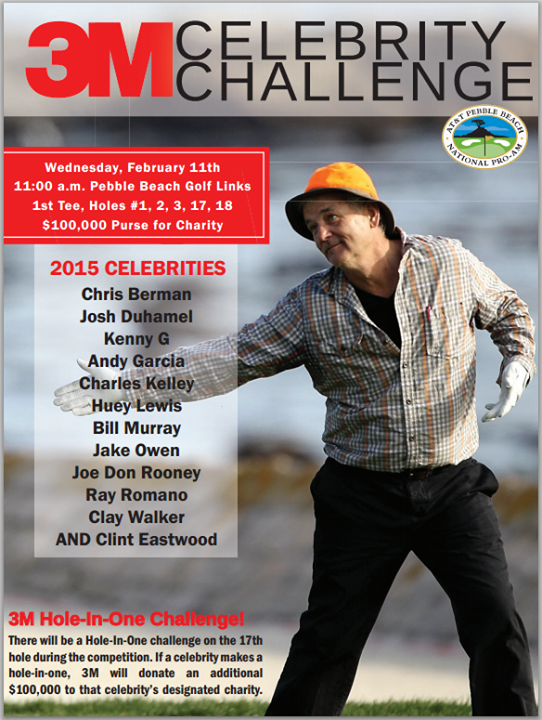 3M CELEBRITY
CHALLENGE
AT&T PEBBLE BEACH
NATIONAL PRO-AM
Wednesday, February 11th
11:00 a.m. Pebble Beach Golf Links
1st Tee, Holes #1, 2, 3, 17, 18
$100,000 Purse for Charity
2015 CELEBRITIES
Chris Berman
Josh Duhamel
Kenny G
Andy Garcia
Charles Kelley
Huey Lewis
Bill Murray
Jake Owen
Joe Don Rooney
Ray Romano
Clay Walker
AND Clint Eastwood
3M Hole-In-One Challenge!
There will be a Hole-In-One challenge on the 17th
hole during the competition. If a celebrity makes a
hole-in-one, 3M will donate an additional
$100,000 to that celebrity's designated charity.